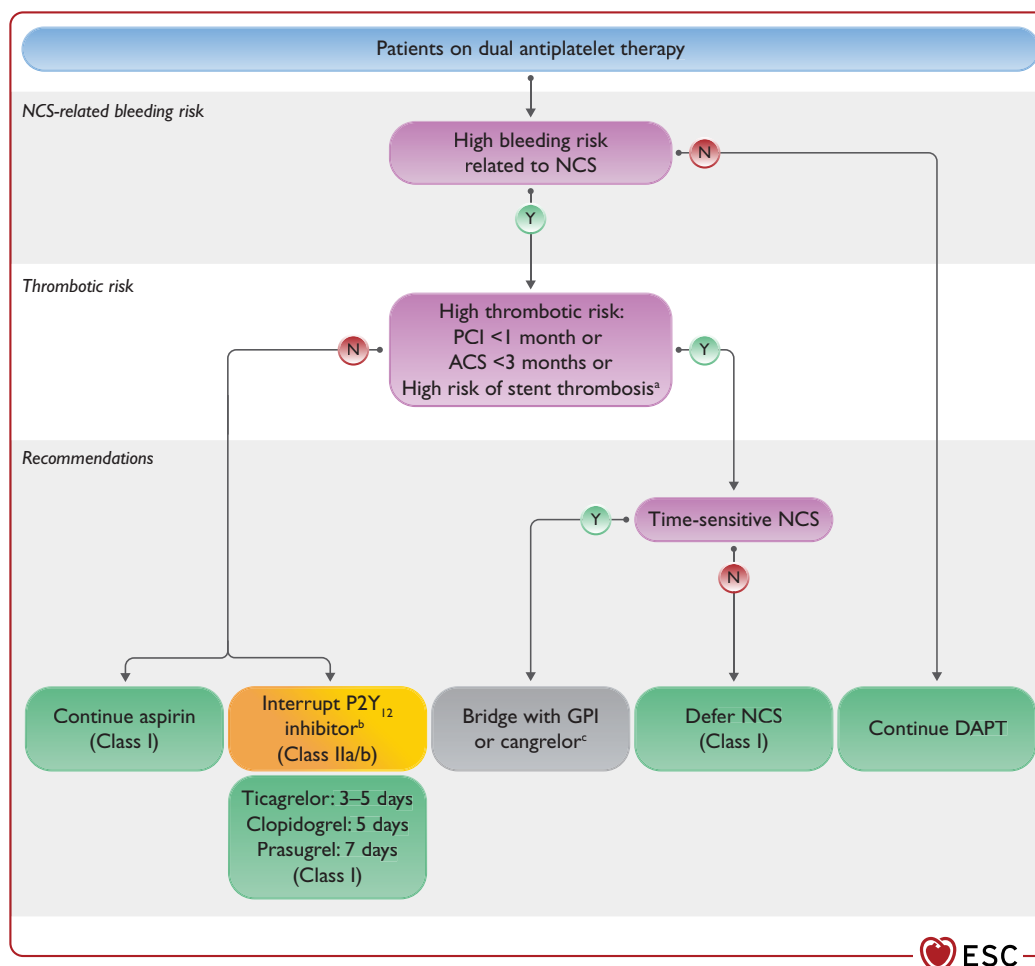 Patients on dual antiplatelet therapy
NCS-related bleeding risk
High bleeding risk
related to NCS
N
Y
Thrombotic risk
High thrombotic risk:
PCI <1 month or
ACS <3 months or
High risk of stent thrombosisᵃ
N
Y
Recommendations
Time-sensitive NCS
Y
N
Continue aspirin
(Class I)
Interrupt P2Y₁₂
inhibitorᵇ
(Class IIa/b)
Ticagrelor: 3–5 days
Clopidogrel: 5 days
Prasugrel: 7 days
(Class I)
Bridge with GPI
or cangrelorᶜ
Defer NCS
(Class I)
Continue DAPT
ESC